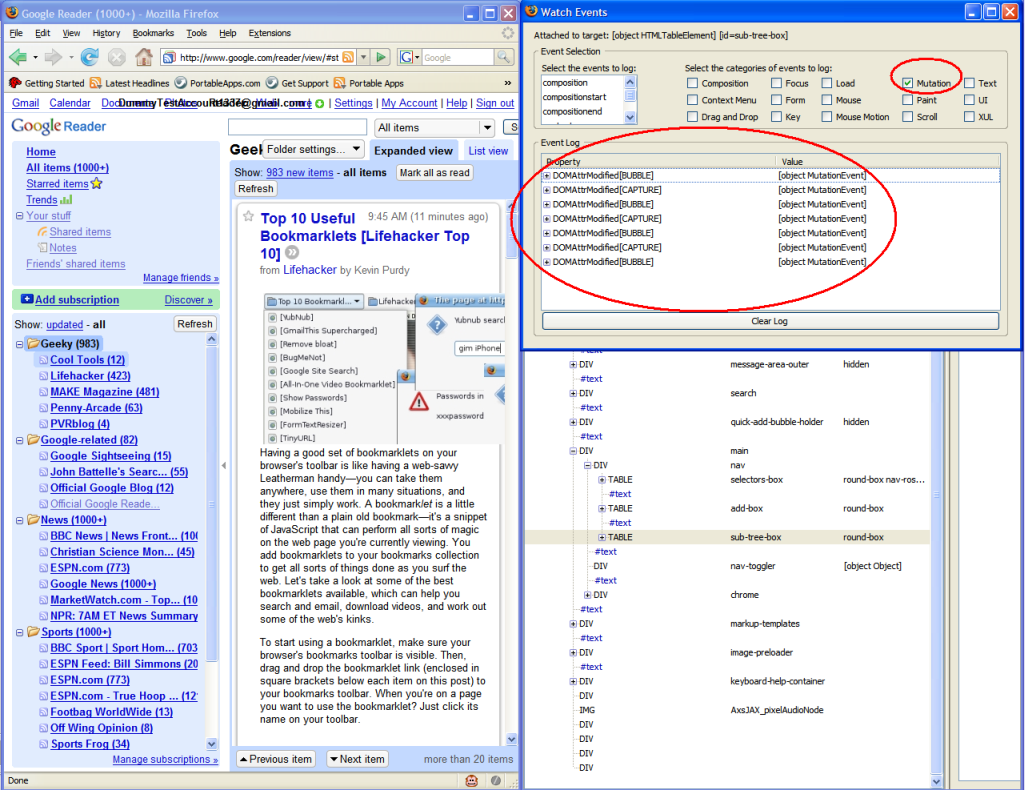 Google Reader (1000+) - Mozilla Firefox
File Edit View History Bookmarks Tools Help Extensions
http://www.google.com/reader/view/#st
Google
Getting Started Latest Headlines PortableApps.com Get Support Portable Apps »
Gmail Calendar more | Settings | My Account | Help | Sign out
Google Reader
All items
S
Home
All items (1000+)
Starred items
Trends
Your stuff
Shared items
Notes
Friends' shared items
Manage friends »
Add subscription Discover »
Show: updated - all Refresh
Geeky (983)
Cool Tools (12)
Lifehacker (423)
MAKE Magazine (481)
Penny-Arcade (63)
PVRblog (4)
Google-related (82)
Google Sightseeing (15)
John Battelle's Searc... (55)
Official Google Blog (12)
Official Google Reade...
News (1000+)
BBC News | News Front... (100
Christian Science Mon... (45)
ESPN.com (773)
Google News (1000+)
MarketWatch.com - Top... (10
NPR: 7AM ET News Summary
Sports (1000+)
BBC Sport | Sport Hom... (703
ESPN Feed: Bill Simmons (20
ESPN.com (773)
ESPN.com - True Hoop ... (12
Footbag WorldWide (13)
Off Wing Opinion (8)
Sports Frog (34)
Manage subscriptions »
Geek Folder settings... Expanded view List view
Show: 983 new items - all items Mark all as read
Refresh
Top 10 Useful 9:45 AM (11 minutes ago)
Bookmarklets [Lifehacker Top
10]
from Lifehacker by Kevin Purdy
Top 10 Bookmarkl... Lifehacke The page at http
[YubNub]
[GmailThis Supercharged]
[Remove bloat]
[BugMeNot]
[Google Site Search]
[All-In-One Video Bookmarklet]
[Show Passwords]
[Mobilize This]
[FormTextResizer]
[TinyURL]
Yubnub searc
gim iPhone
Passwords in
xxxpassword
Having a good set of bookmarklets on your
browser's toolbar is like having a web-savvy
Leatherman handy—you can take them
anywhere, use them in many situations, and
they just simply work. A bookmarklet is a little
different than a plain old bookmark—it's a snippet
of JavaScript that can perform all sorts of magic
on the web page you're currently viewing. You
add bookmarklets to your bookmarks collection
to get all sorts of things done as you surf the
web. Let's take a look at some of the best
bookmarklets available, which can help you
search and email, download videos, and work out
some of the web's kinks.
To start using a bookmarklet, make sure your
browser's bookmarks toolbar is visible. Then,
drag and drop the bookmarklet link (enclosed in
square brackets below each item on this post) to
your bookmarks toolbar. When you're on a page
you want to use the bookmarklet? Just click its
name on your toolbar.
Previous item Next item more than 20 items
Done
Watch Events
Attached to target: [object HTMLTableElement] [id=sub-tree-box]
Event Selection
Select the events to log:
composition
compositionstart
compositionend
Select the categories of events to log:
Composition Focus Load Mutation Text
Context Menu Form Mouse Paint UI
Drag and Drop Key Mouse Motion Scroll XUL
Event Log
Property Value
DOMAttrModified[BUBBLE] [object MutationEvent]
DOMAttrModified[CAPTURE] [object MutationEvent]
DOMAttrModified[BUBBLE] [object MutationEvent]
DOMAttrModified[CAPTURE] [object MutationEvent]
DOMAttrModified[BUBBLE] [object MutationEvent]
DOMAttrModified[CAPTURE] [object MutationEvent]
DOMAttrModified[BUBBLE] [object MutationEvent]
Clear Log
#text
DIV message-area-outer hidden
#text
DIV search
#text
DIV quick-add-bubble-holder hidden
#text
DIV main
DIV nav
TABLE selectors-box round-box nav-ros...
#text
TABLE add-box round-box
#text
TABLE sub-tree-box round-box
#text
DIV nav-toggler [object Object]
#text
DIV chrome
#text
DIV markup-templates
#text
DIV image-preloader
#text
DIV keyboard-help-container
DIV
IMG AxsJAX_pixelAudioNode
DIV
DIV
DIV
DIV